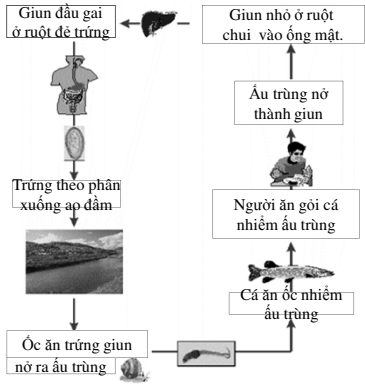 Giun đầu gai
ở ruột đẻ trứng
Trứng theo phân
xuống ao đầm
Ốc ăn trứng giun
nở ra ấu trùng
Cá ăn ốc nhiễm
ấu trùng
Người ăn gỏi cá
nhiễm ấu trùng
Ấu trùng nở
thành giun
Giun nhỏ ở ruột
chui vào ống mật.